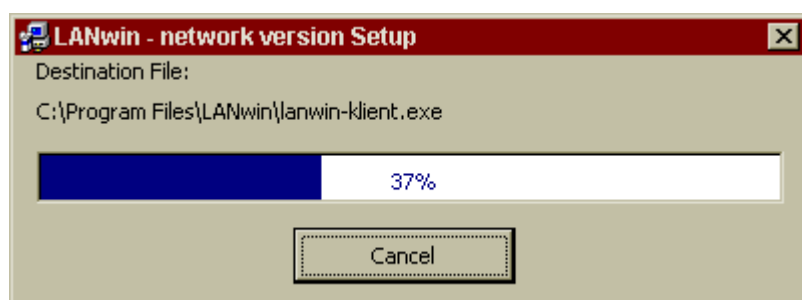 LANwin - network version Setup
Destination File:
C:\Program Files\LANwin\lanwin-klient.exe
37%
Cancel